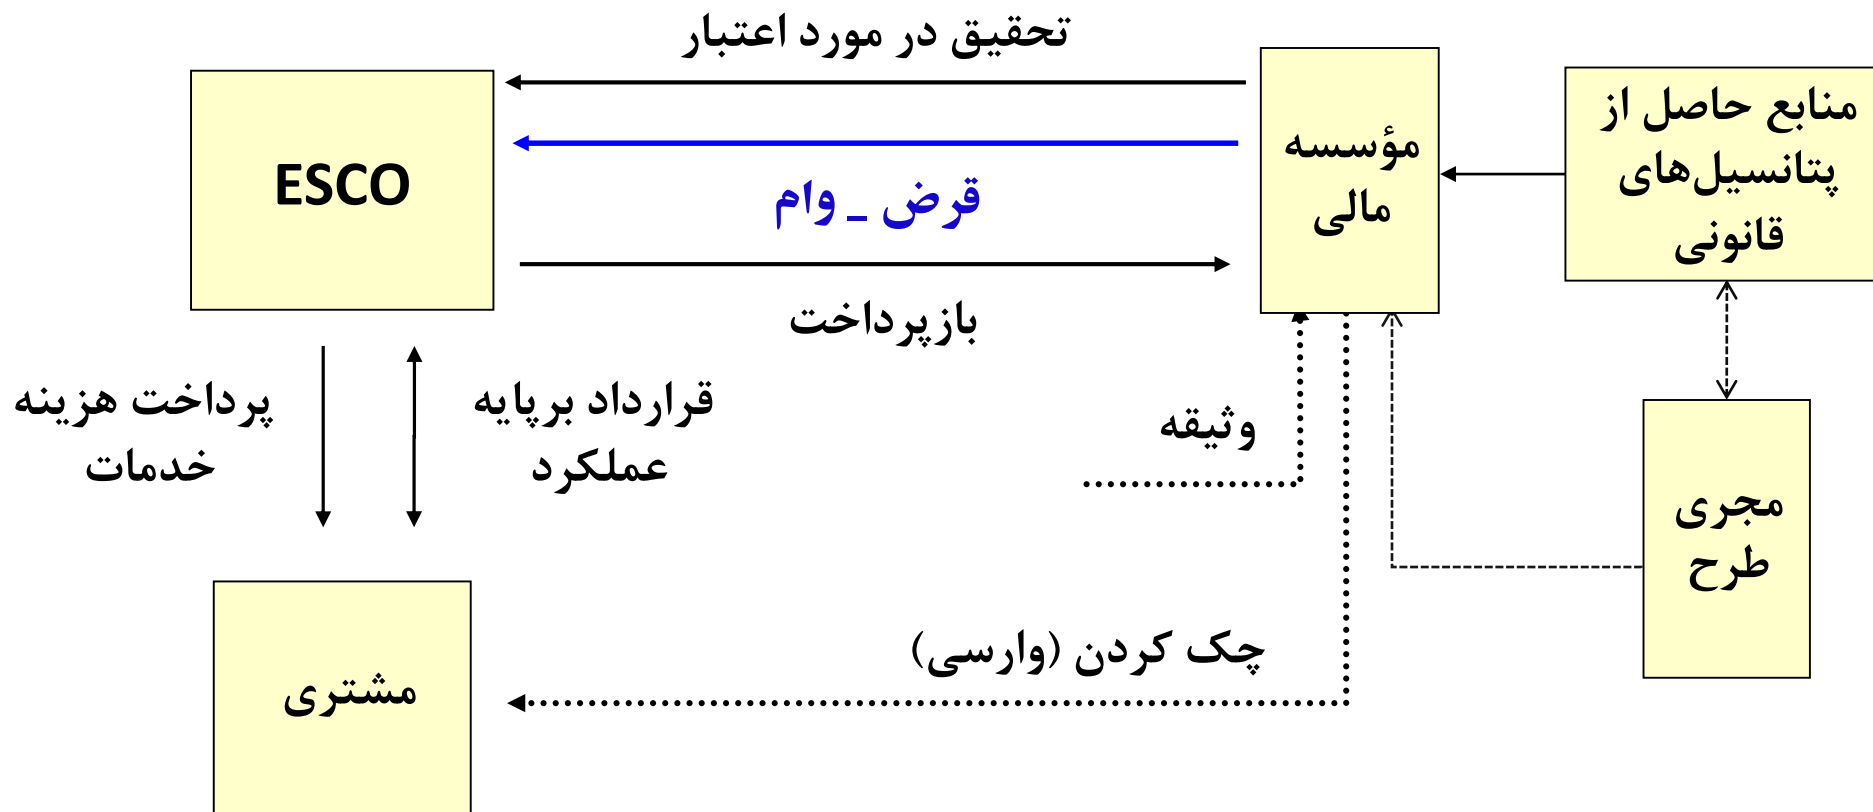 تحقیق در مورد اعتبار
ESCO
مؤسسه
مالی
منابع حاصل از
پتانسیل‌های
قانونی
قرض _ وام
بازپرداخت
پرداخت هزینه
خدمات
قرارداد برپایه
عملکرد
وثیقه
مجری
طرح
چک کردن (وارسی)
مشتری